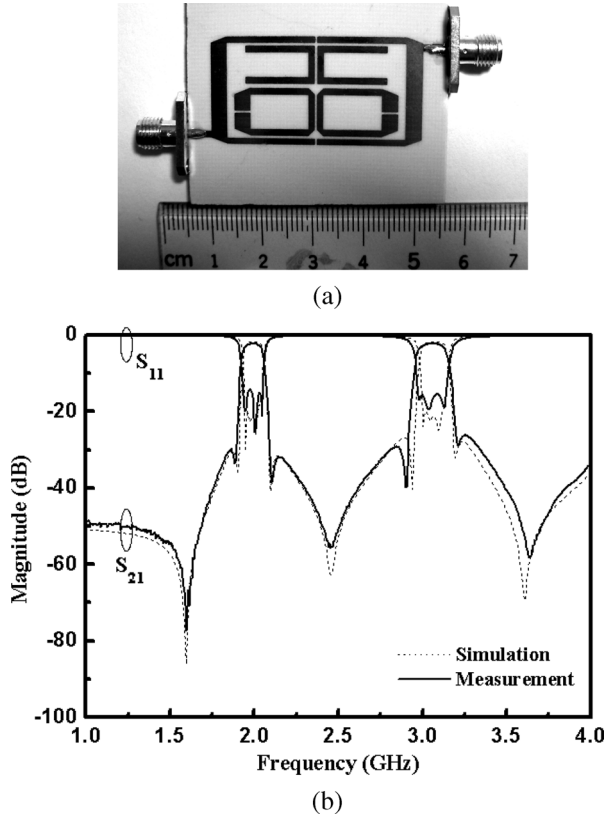 cm 1 2 3 4 5 6 7
(a)
0
-20
-40
-60
-80
-100
Magnitude (dB)
S11
S21
Simulation
Measurement
1.0 1.5 2.0 2.5 3.0 3.5 4.0
Frequency (GHz)
(b)